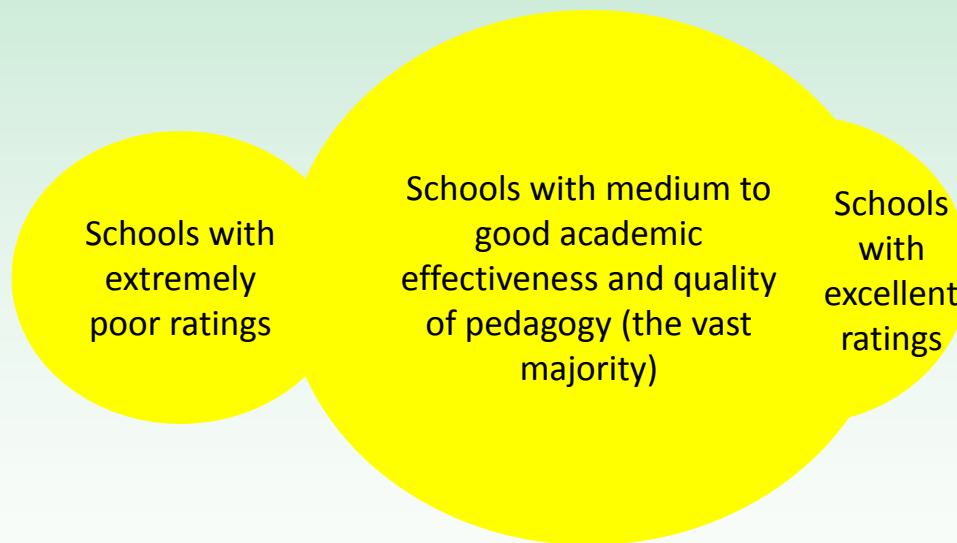 Schools with
extremely
poor ratings
Schools with medium to
good academic
effectiveness and quality
of pedagogy (the vast
majority)
Schools
with
excellent
ratings